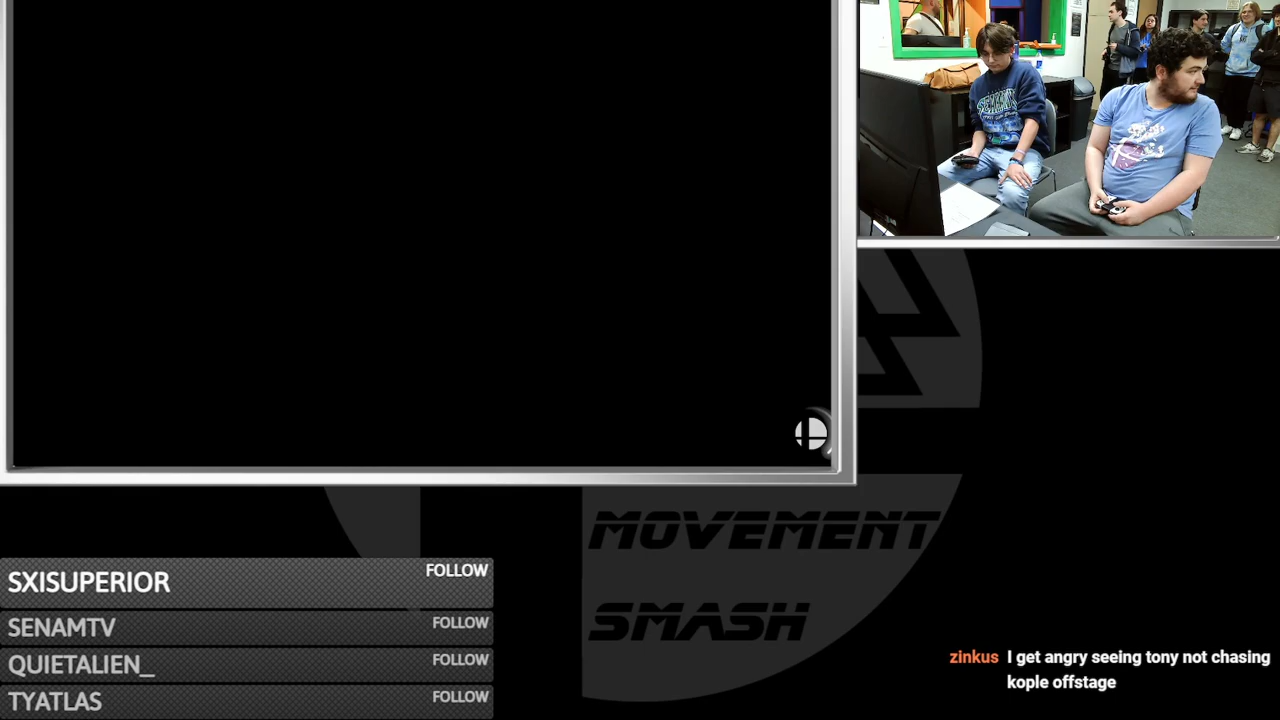 MOVEMENT
SMASH
SXISUPERIOR FOLLOW
SENAMTV FOLLOW
QUIETALIEN_ FOLLOW
TYATLAS FOLLOW
zinkus I get angry seeing tony not chasing
kople offstage